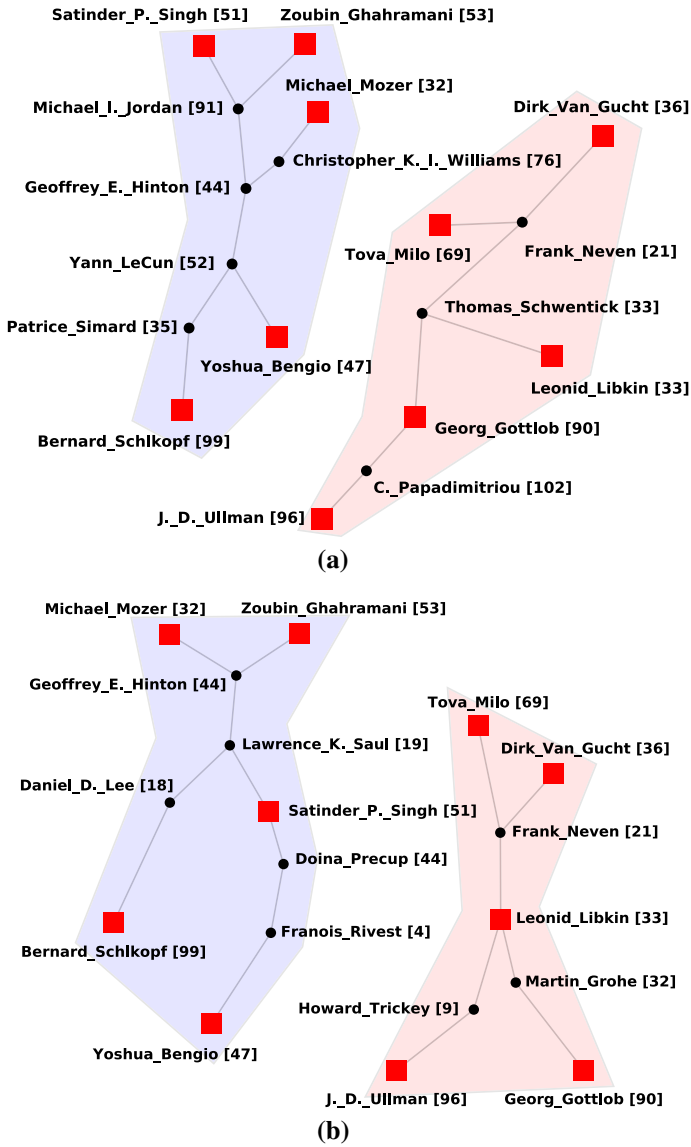 Satinder_P._Singh [51]
Zoubin_Ghahramani [53]
Michael_Mozer [32]
Michael_I._Jordan [91]
Christopher_K._I._Williams [76]
Geoffrey_E._Hinton [44]
Yann_LeCun [52]
Patrice_Simard [35]
Yoshua_Bengio [47]
Bernard_Schlkopf [99]
Dirk_Van_Gucht [36]
Tova_Milo [69]
Frank_Neven [21]
Thomas_Schwentick [33]
Leonid_Libkin [33]
Georg_Gottlob [90]
C._Papadimitriou [102]
J._D._Ullman [96]
(a)
Michael_Mozer [32]
Zoubin_Ghahramani [53]
Geoffrey_E._Hinton [44]
Lawrence_K._Saul [19]
Daniel_D._Lee [18]
Satinder_P._Singh [51]
Doina_Precup [44]
Franois_Rivest [4]
Bernard_Schlkopf [99]
Yoshua_Bengio [47]
Tova_Milo [69]
Dirk_Van_Gucht [36]
Frank_Neven [21]
Leonid_Libkin [33]
Martin_Grohe [32]
Howard_Trickey [9]
J._D._Ullman [96]
Georg_Gottlob [90]
(b)